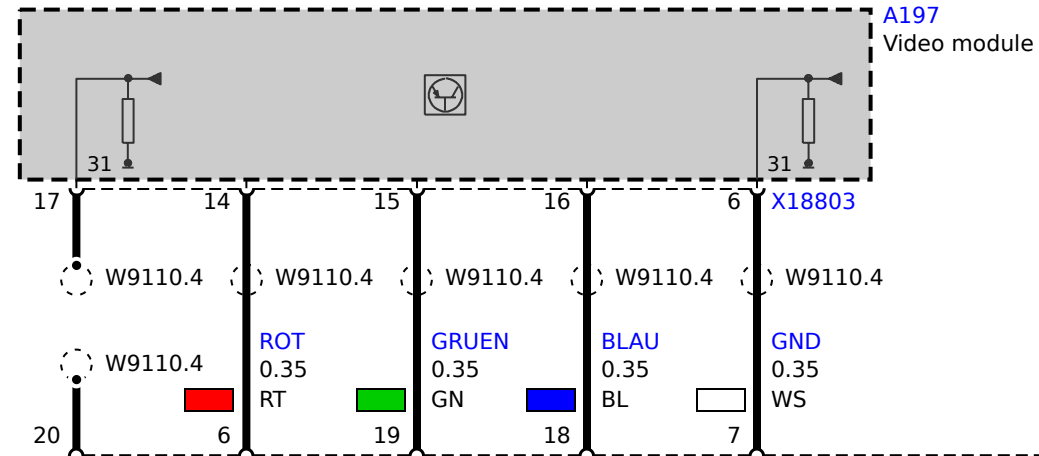 A197
Video module
31 31
17 14 15 16 6 X18803
W9110.4 W9110.4 W9110.4 W9110.4 W9110.4
ROT GRUEN BLAU GND
W9110.4 0.35 0.35 0.35 0.35
RT GN BL WS
20 6 19 18 7